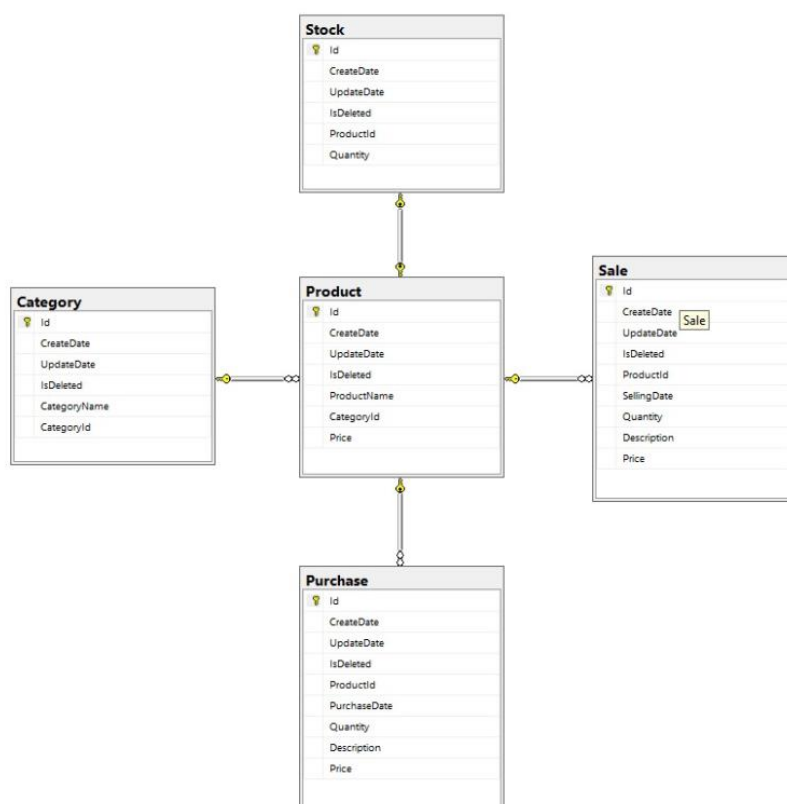 Stock
Id
CreateDate
UpdateDate
IsDeleted
ProductId
Quantity
Category
Id
CreateDate
UpdateDate
IsDeleted
CategoryName
CategoryId
Product
Id
CreateDate
UpdateDate
IsDeleted
ProductName
CategoryId
Price
Sale
Id
CreateDate
Sale
UpdateDate
IsDeleted
ProductId
SellingDate
Quantity
Description
Price
Purchase
Id
CreateDate
UpdateDate
IsDeleted
ProductId
PurchaseDate
Quantity
Description
Price